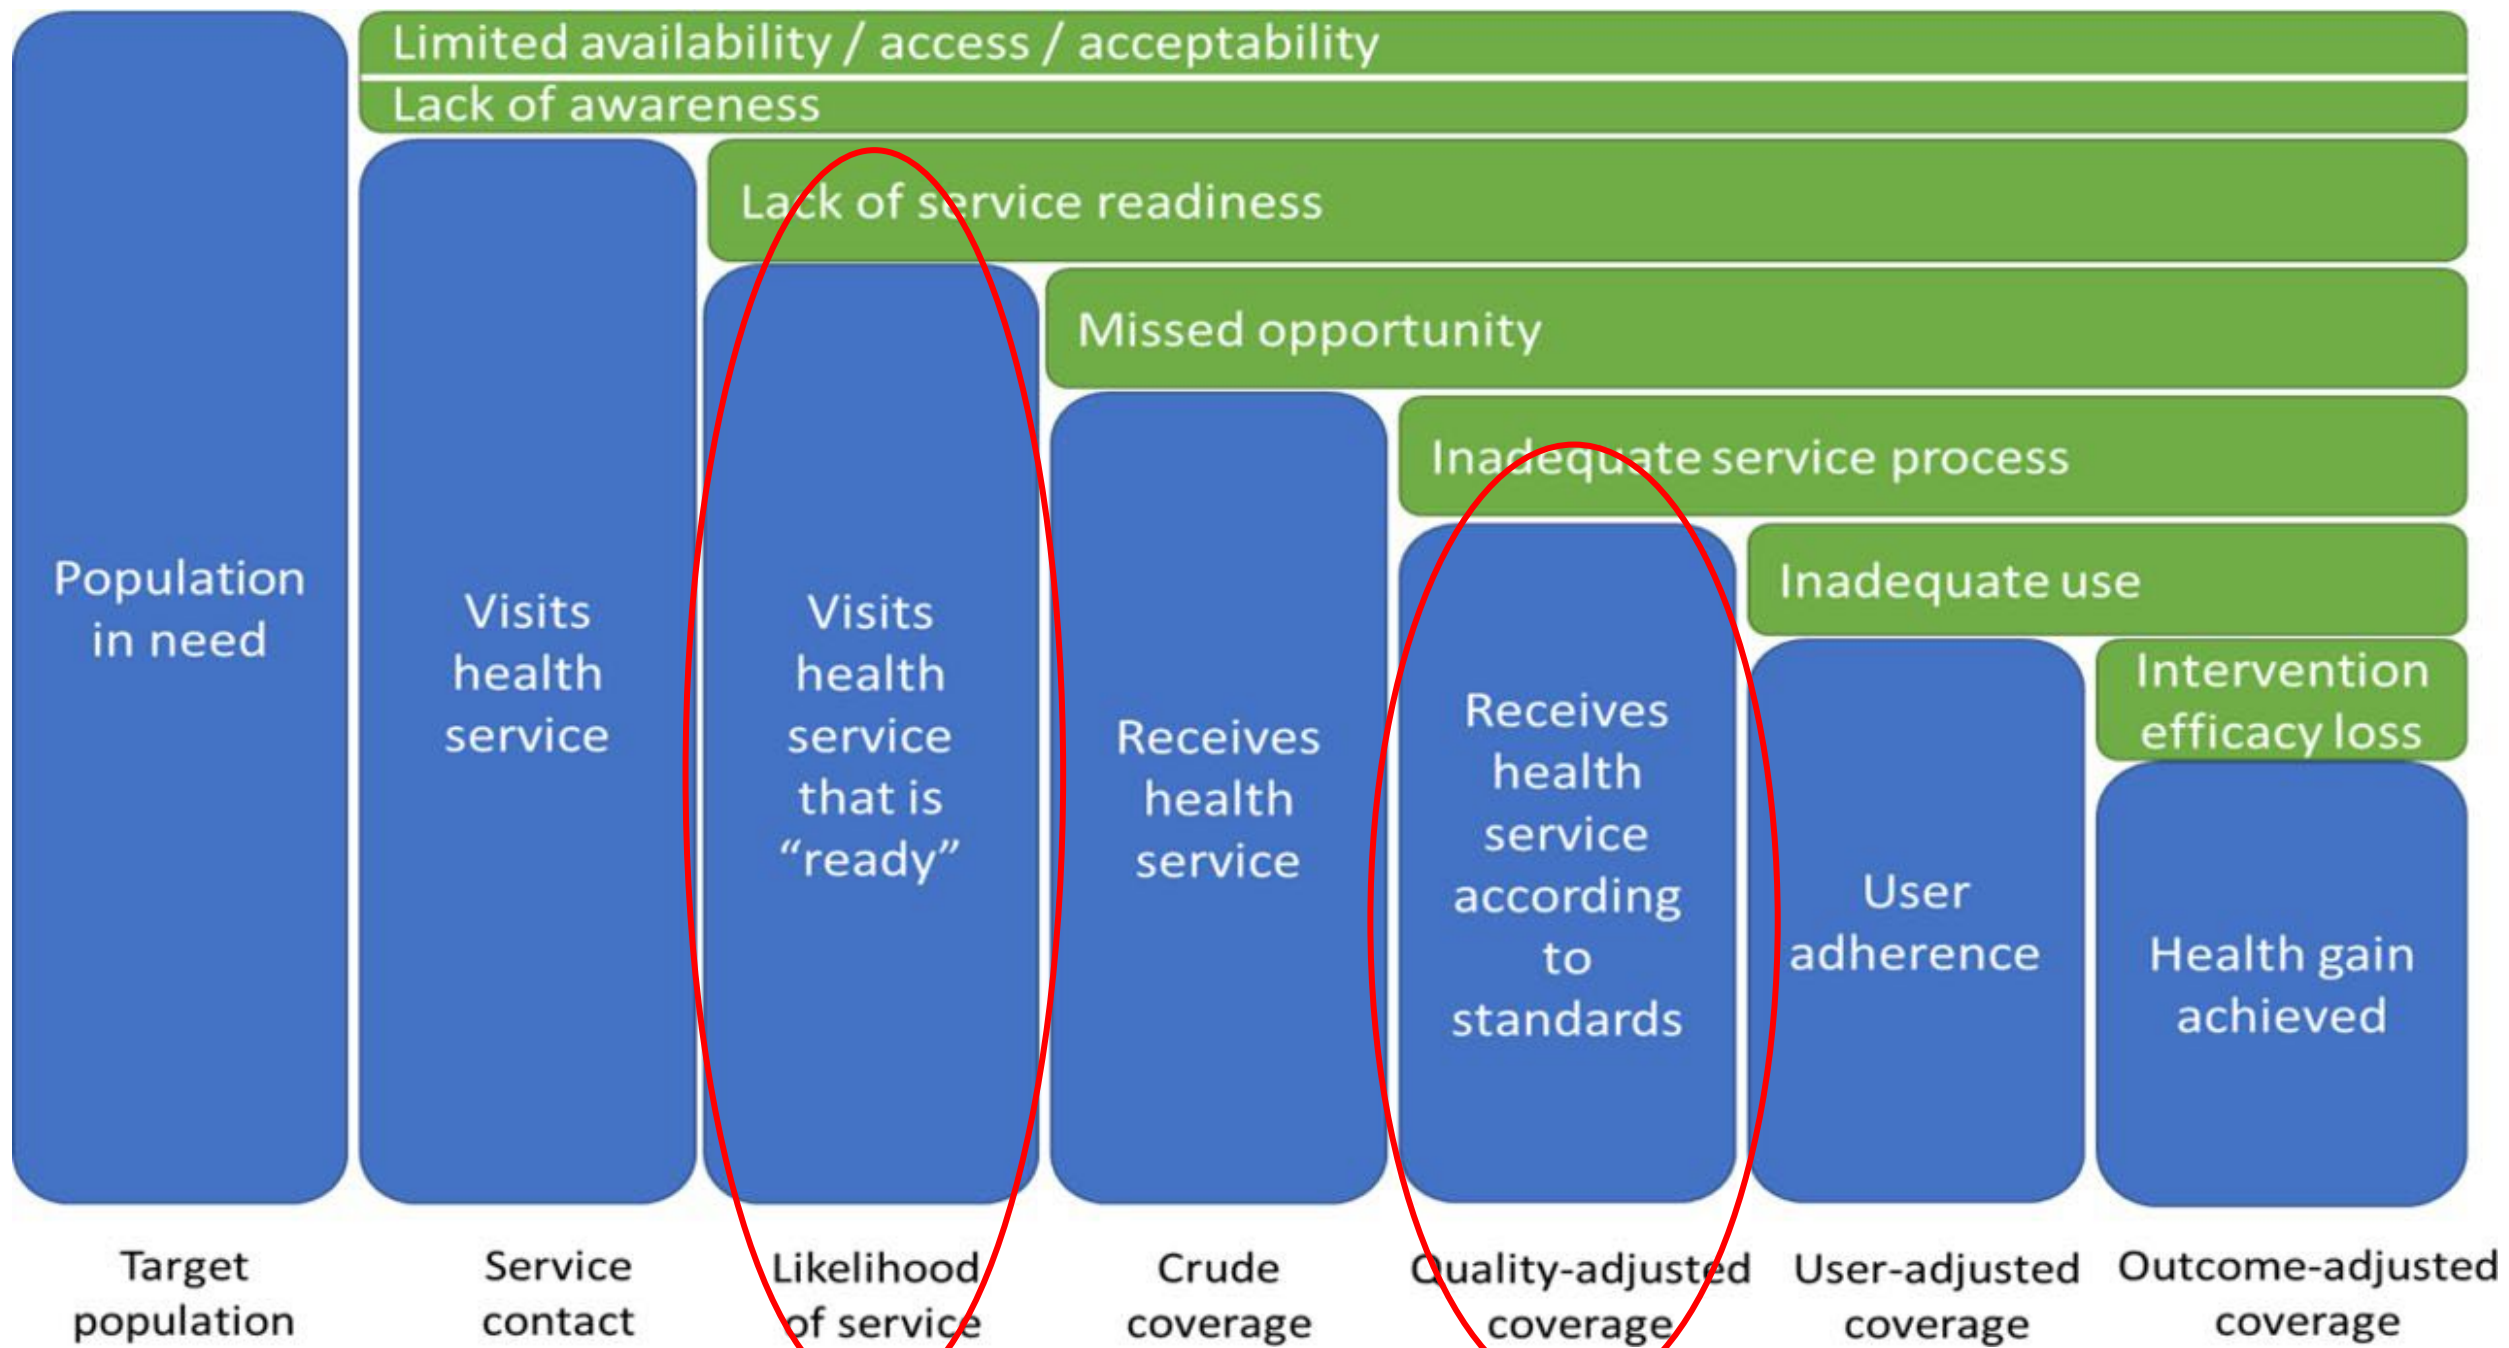 Limited availability / access / acceptability
Lack of awareness
Lack of service readiness
Missed opportunity
Inadequate service process
Inadequate use
Intervention
efficacy loss
Population
in need
Visits
health
service
Visits
health
service
that is
“ready”
Receives
health
service
Receives
health
service
according
to
standards
User
adherence
Health gain
achieved
Target
population
Service
contact
Likelihood
of service
Crude
coverage
Quality-adjusted
coverage
User-adjusted
coverage
Outcome-adjusted
coverage